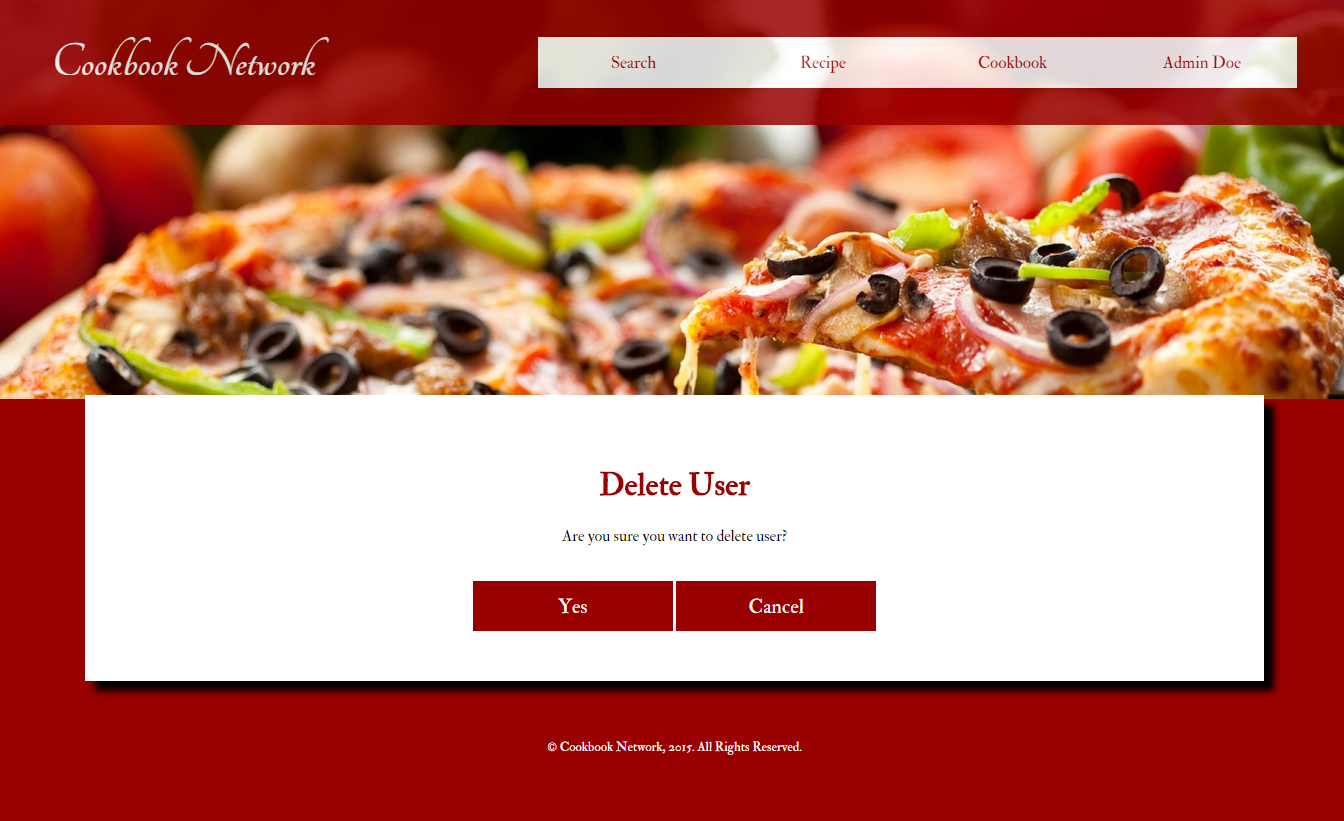 Cookbook Network
Search
Recipe
Cookbook
Admin Doe
Delete User
Are you sure you want to delete user?
Yes
Cancel
© Cookbook Network, 2015. All Rights Reserved.